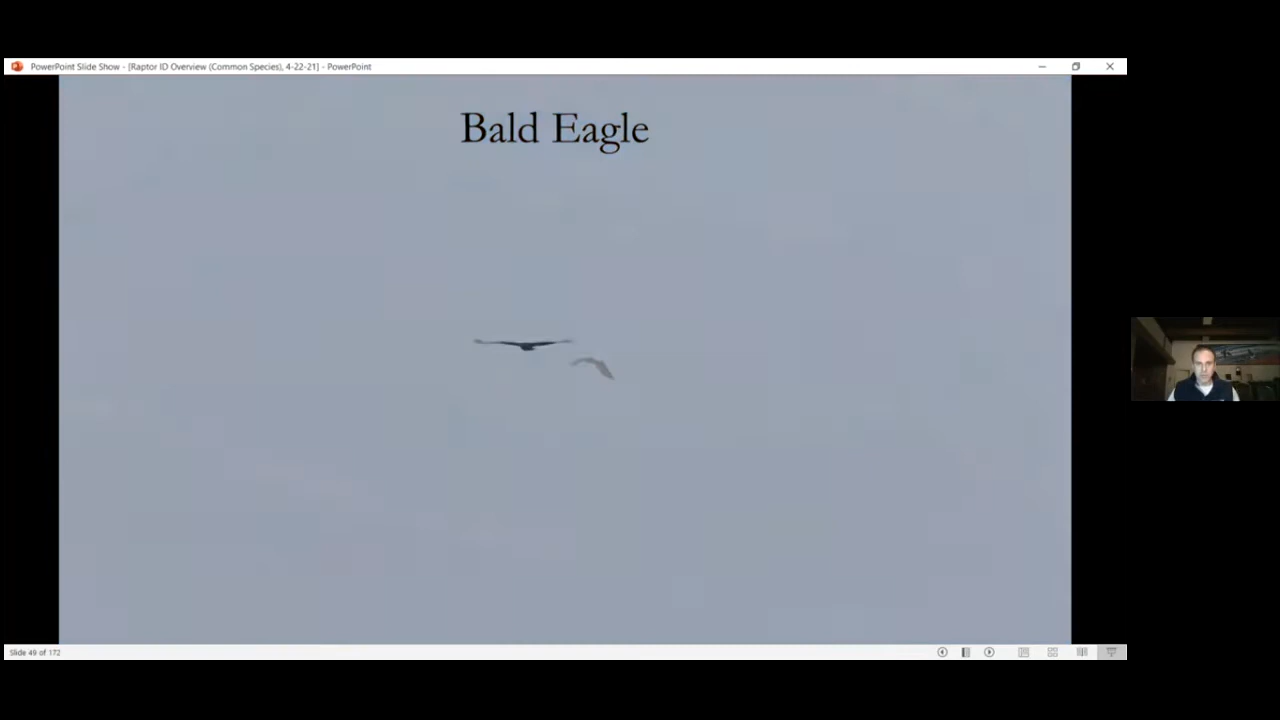 PowerPoint Slide Show - [Raptor ID Overview (Common Species), 4-22-21] - PowerPoint
Bald Eagle
Slide 49 of 172